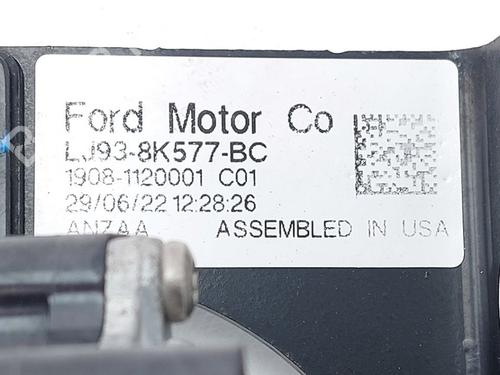 Ford Motor Co
LJ93-8K577-BC
1908-1120001 C01
29/06/22 12:28:26
ANZAA ASSEMBLED IN USA